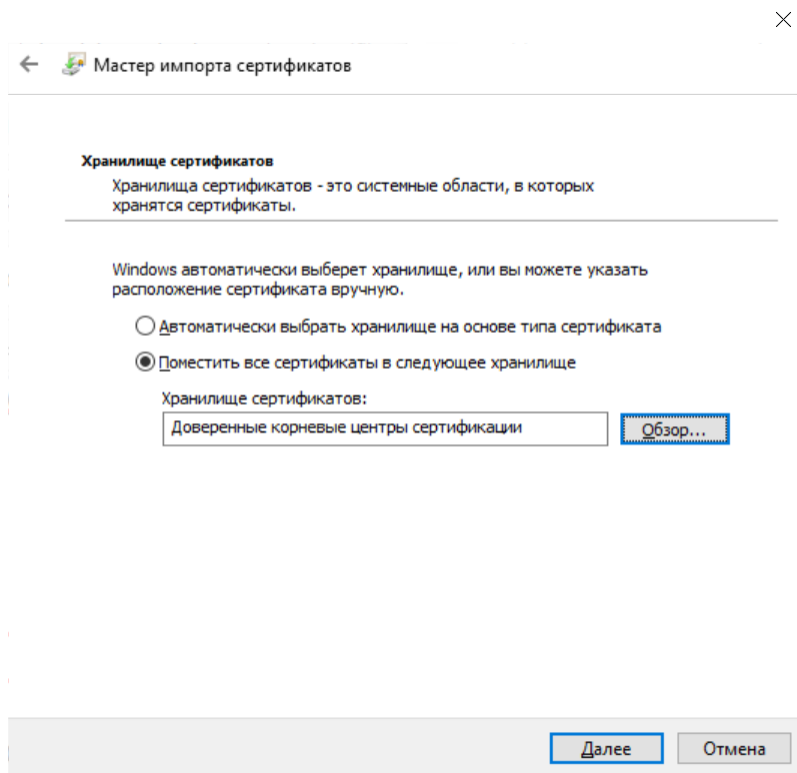 Мастер импорта сертификатов
Хранилище сертификатов
Хранилища сертификатов - это системные области, в которых
хранятся сертификаты.
Windows автоматически выберет хранилище, или вы можете указать
расположение сертификата вручную.
Автоматически выбрать хранилище на основе типа сертификата
Поместить все сертификаты в следующее хранилище
Хранилище сертификатов:
Доверенные корневые центры сертификации
Обзор...
Далее
Отмена